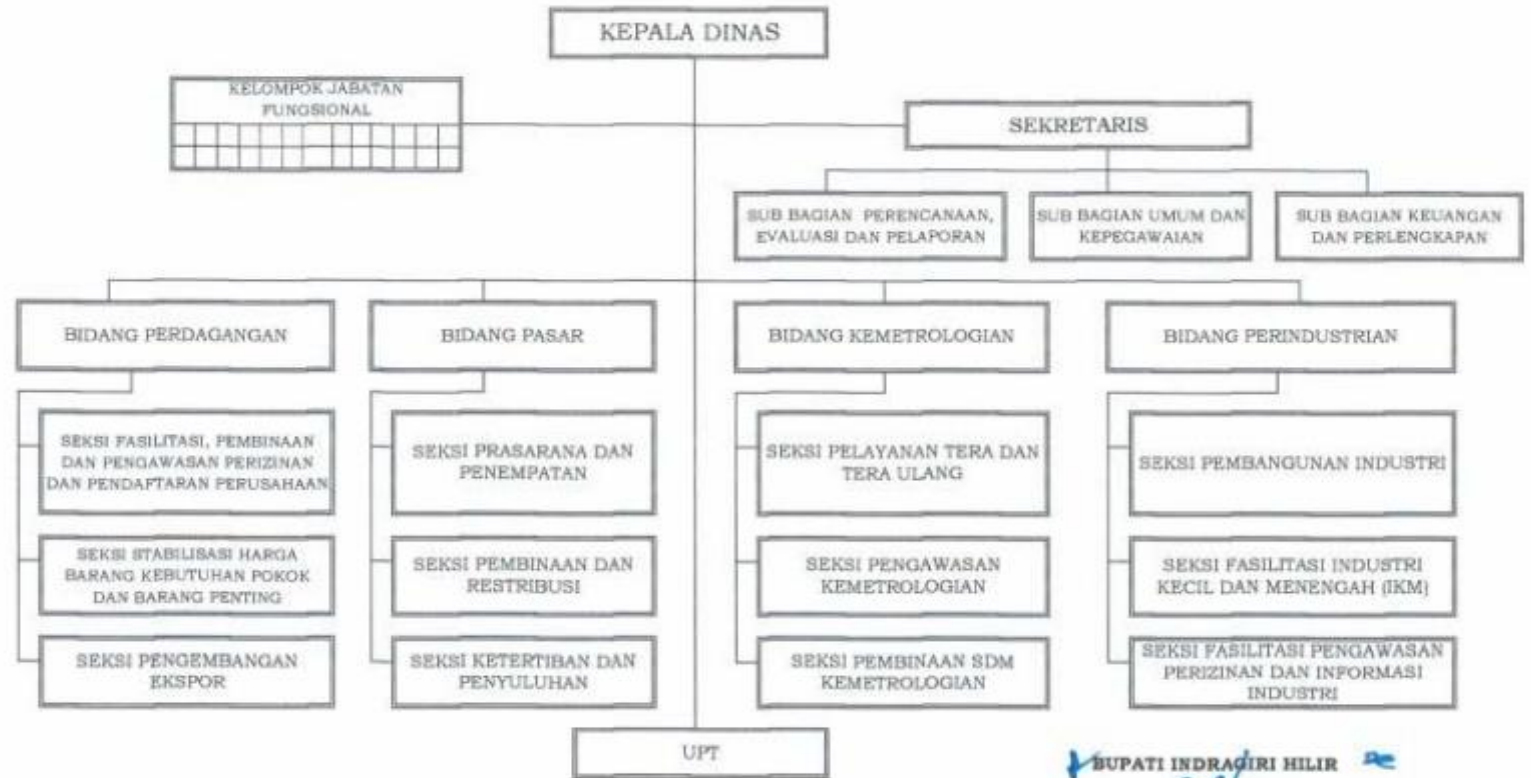 KEPALA DINAS
KELOMPOK JABATAN
FUNGSIONAL
SEKRETARIS
SUB BAGIAN PERENCANAAN,
EVALUASI DAN PELAPORAN
SUB BAGIAN UMUM DAN
KEPEGAWAIAN
SUB BAGIAN KEUANGAN
DAN PERLENGKAPAN
BIDANG PERDAGANGAN
BIDANG PASAR
BIDANG KEMETROLOGIAN
BIDANG PERINDUSTRIAN
SEKSI FASILITASI, PEMBINAAN
DAN PENGAWASAN PERIZINAN
DAN PENDAFTARAN PERUSAHAAN
SEKSI PRASARANA DAN
PENEMPATAN
SEKSI PELAYANAN TERA DAN
TERA ULANG
SEKSI PEMBANGUNAN INDUSTRI
SEKSI STABILISASI HARGA
BARANG KEBUTUHAN POKOK
DAN BARANG PENTING
SEKSI PEMBINAAN DAN
RESTRIBUSI
SEKSI PENGAWASAN
KEMETROLOGIAN
SEKSI FASILITASI INDUSTRI
KECIL DAN MENENGAH (IKM)
SEKSI PENGEMBANGAN
EKSPOR
SEKSI KETERTIBAN DAN
PENYULUHAN
SEKSI PEMBINAAN SDM
KEMETROLOGIAN
SEKSI FASILITASI PENGAWASAN
PERIZINAN DAN INFORMASI
INDUSTRI
UPT
BUPATI INDRAGIRI HILIR